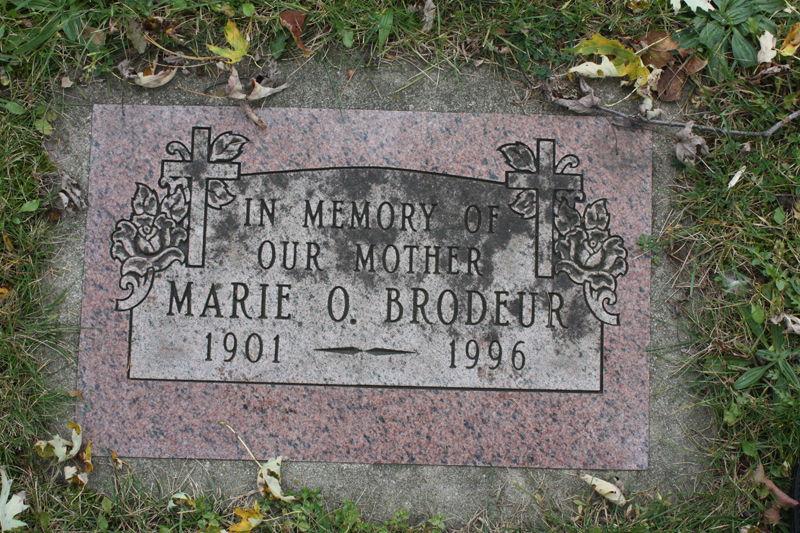 IN MEMORY OF
OUR MOTHER
MARIE O. BRODEUR
1901 1996